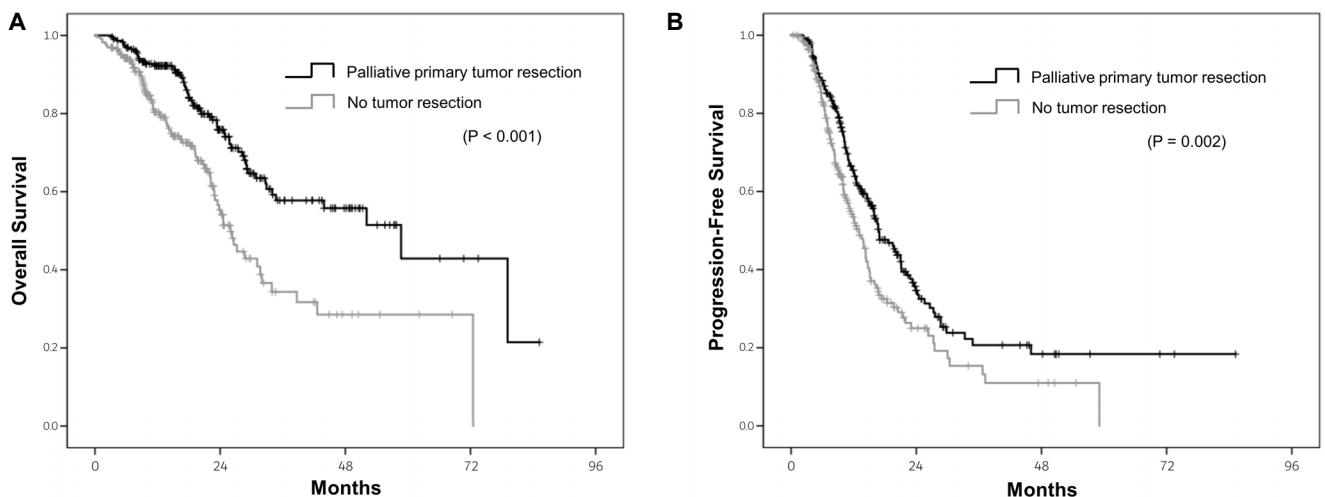 A
Overall Survival
1.0
0.8
0.6
0.4
0.2
0.0
Palliative primary tumor resection
No tumor resection
(P < 0.001)
0 24 48 72 96
Months
B
Progression-Free Survival
1.0
0.8
0.6
0.4
0.2
0.0
Palliative primary tumor resection
No tumor resection
(P = 0.002)
0 24 48 72 96
Months